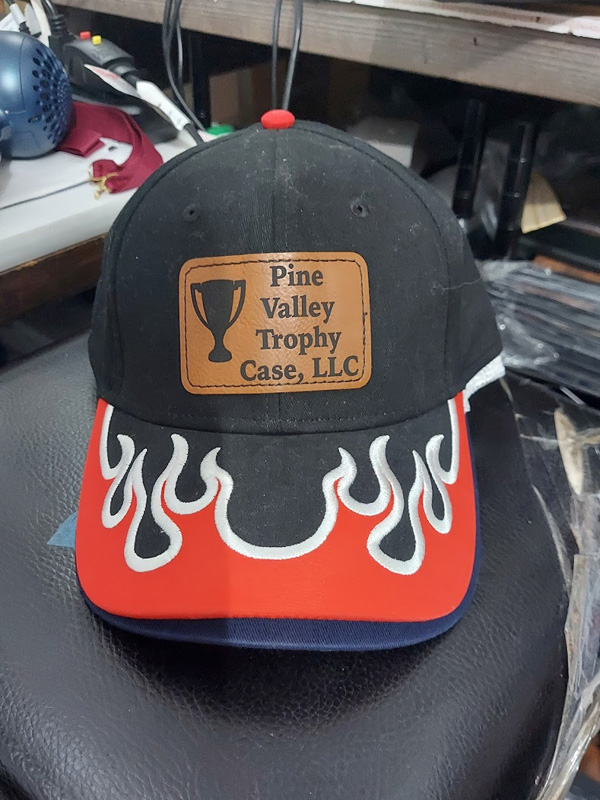 Pine
Valley
Trophy
Case, LLC